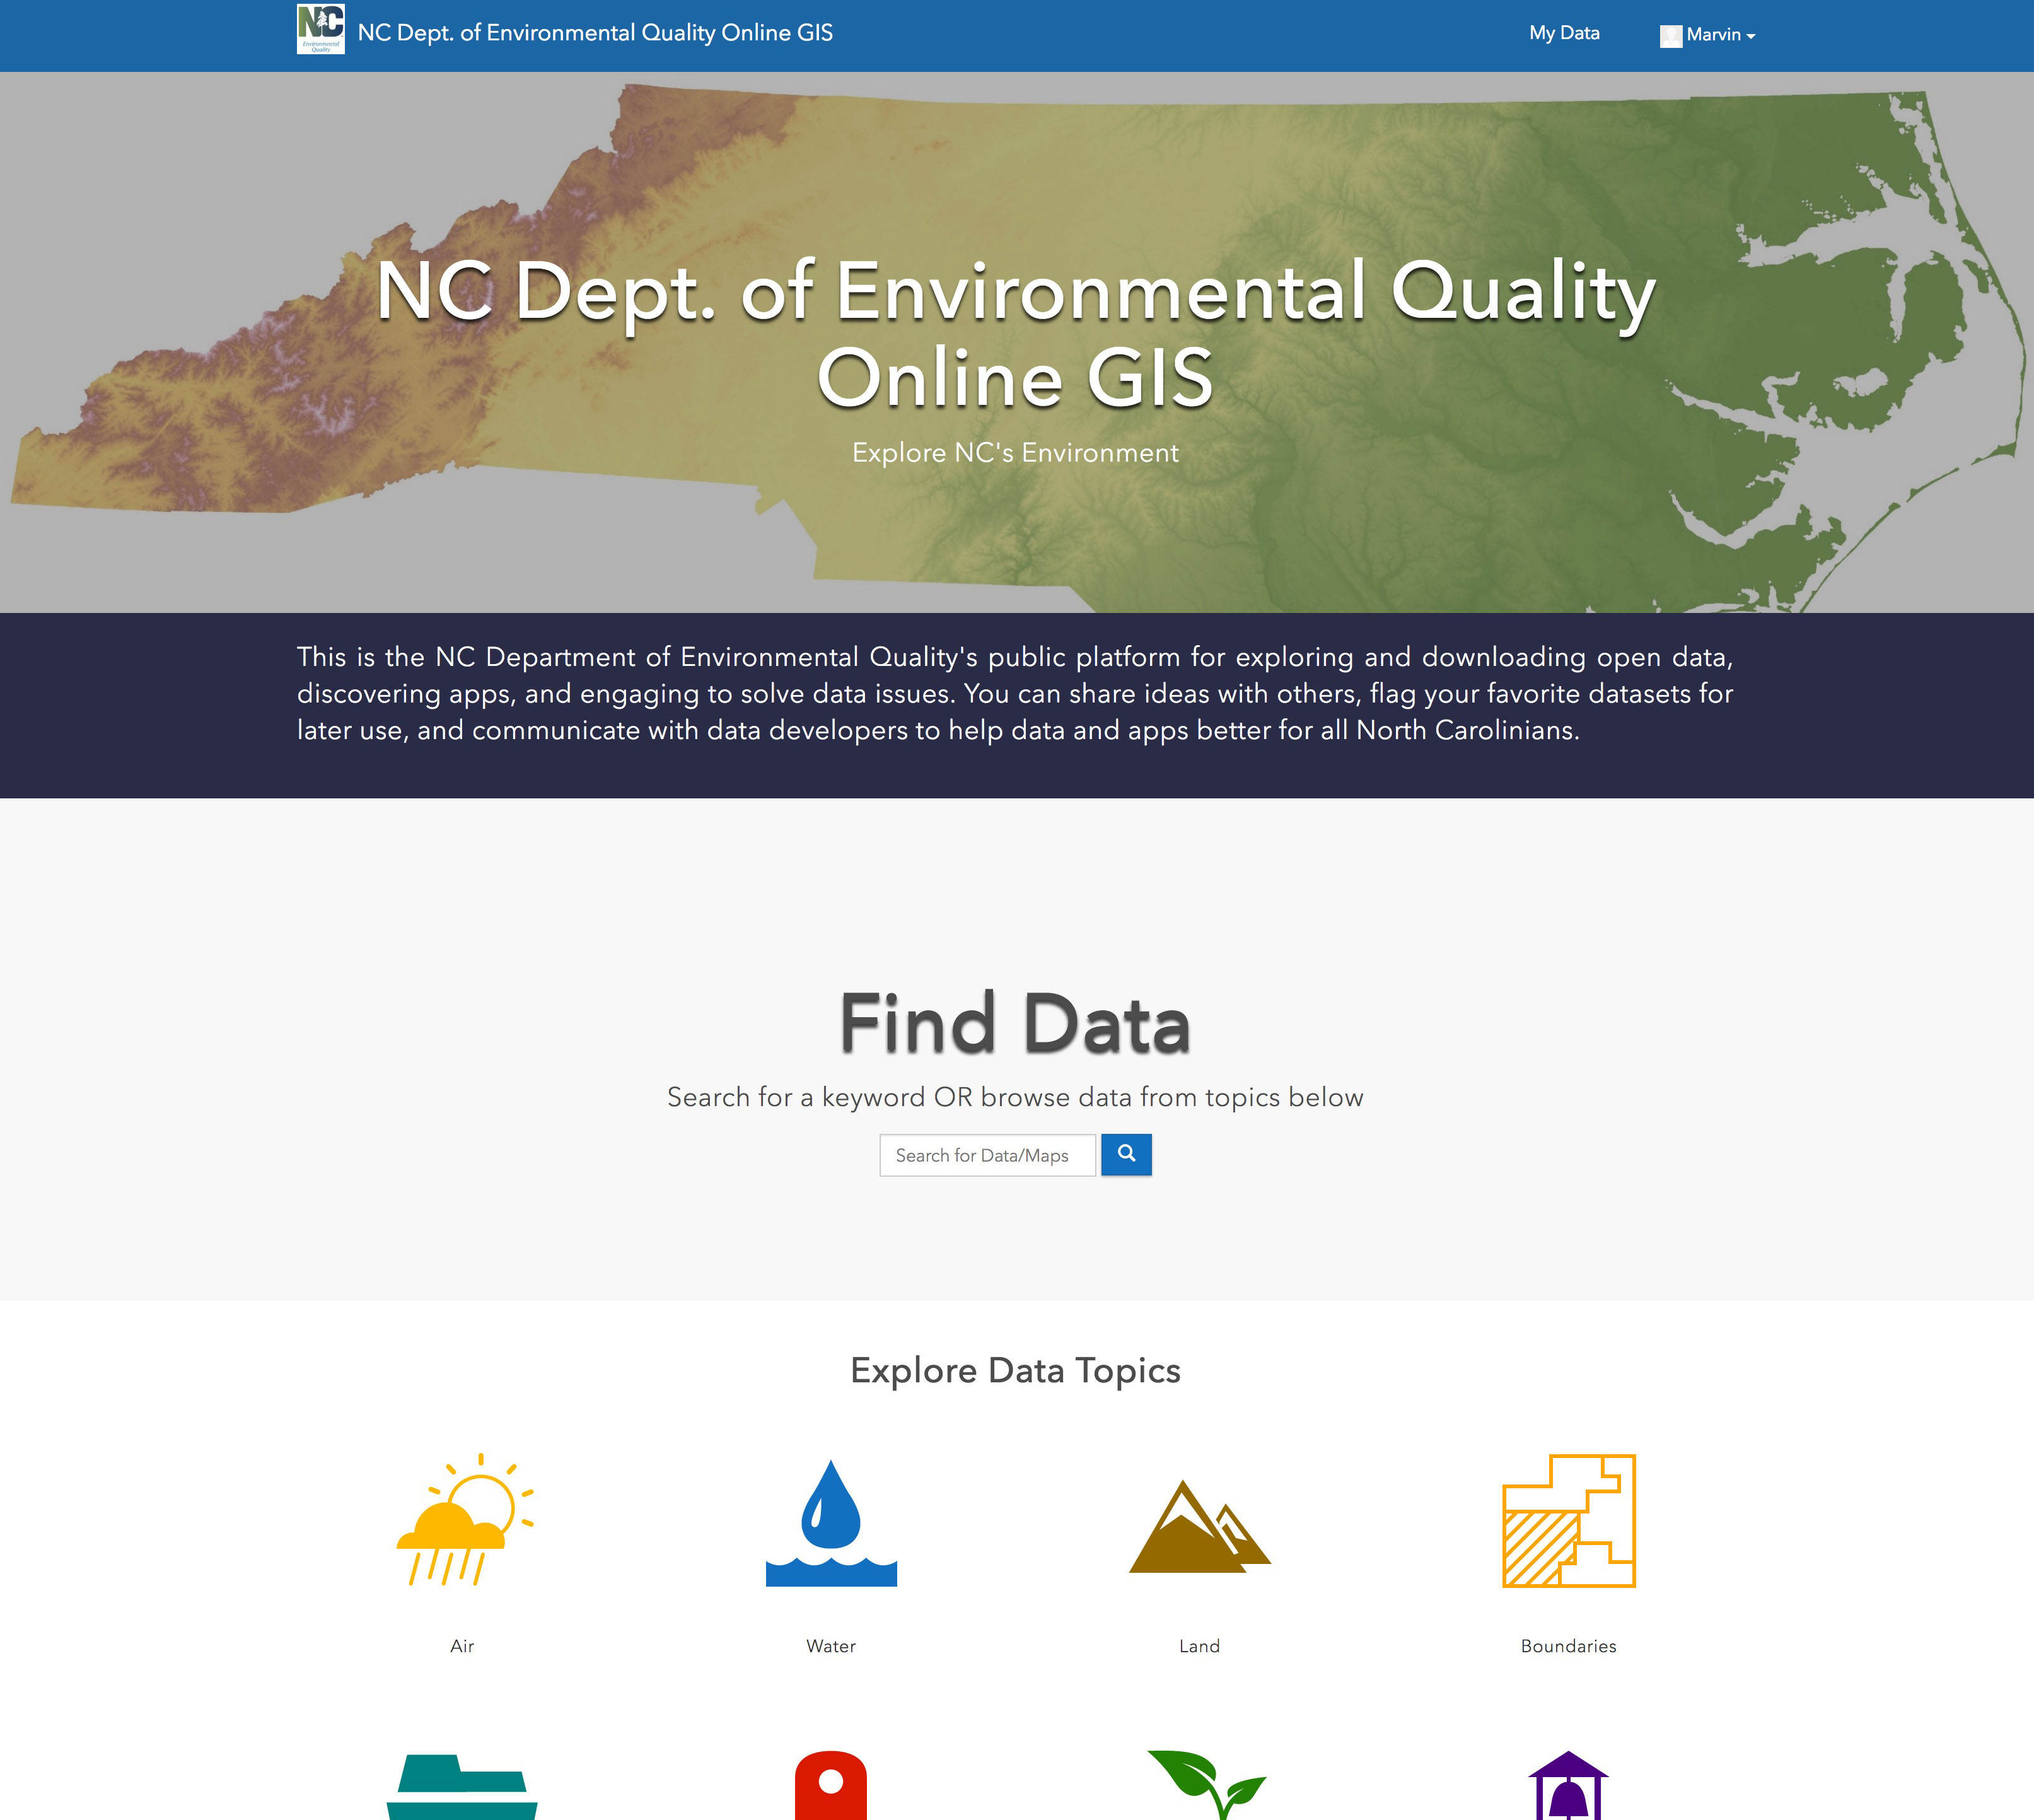 NC
Environmental
Quality
NC Dept. of Environmental Quality Online GIS
My Data
Marvin
NC Dept. of Environmental Quality
Online GIS
Explore NC's Environment
This is the NC Department of Environmental Quality's public platform for exploring and downloading open data,
discovering apps, and engaging to solve data issues. You can share ideas with others, flag your favorite datasets for
later use, and communicate with data developers to help data and apps better for all North Carolinians.
Find Data
Search for a keyword OR browse data from topics below
Search for Data/Maps
Explore Data Topics
Air
Water
Land
Boundaries